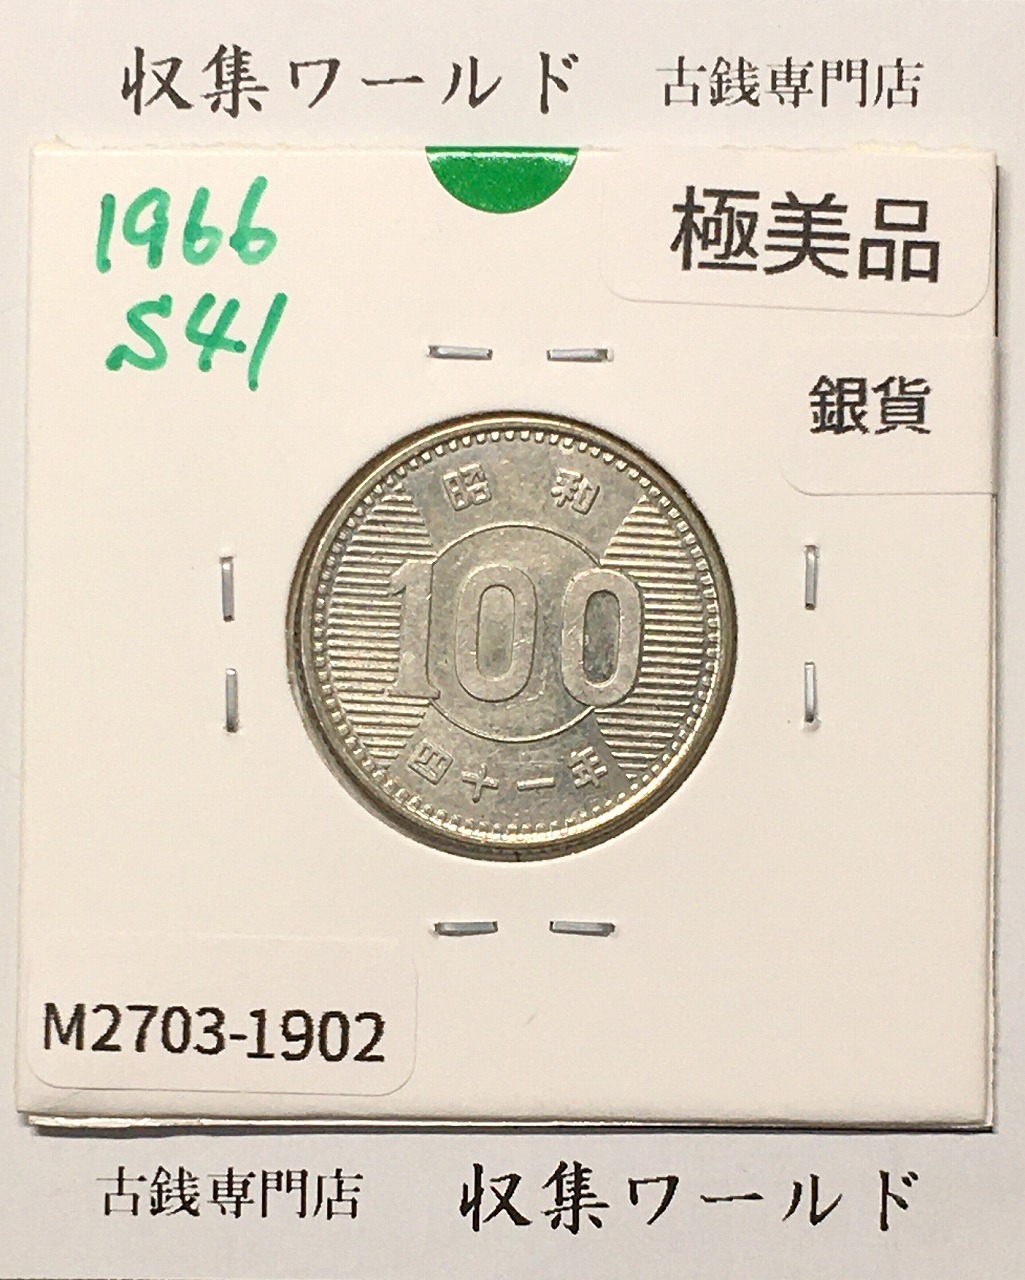 収集ワールド 古銭専門店
1966
S41
極美品
銀貨
昭和
100
四十一年
M2703-1902
古銭専門店 収集ワールド